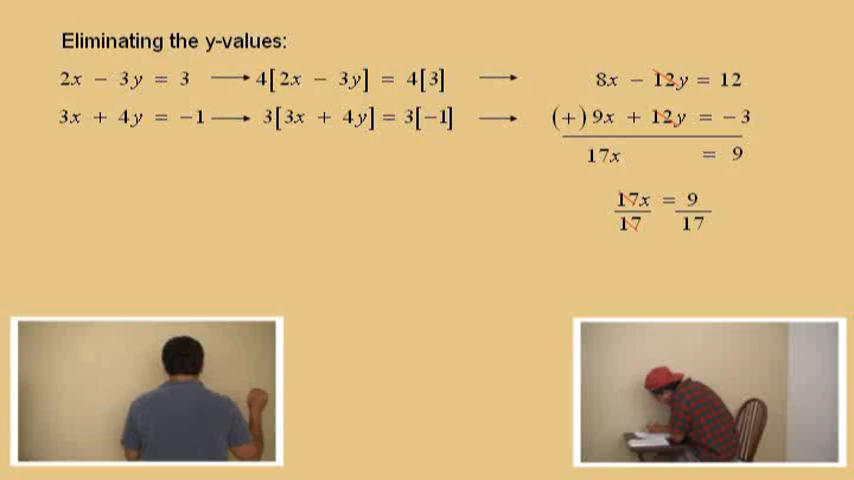 Eliminating the y-values:
2x − 3y = 3 ⟶ 4[2x − 3y] = 4[3] ⟶ 8x − 12y = 12
3x + 4y = −1 ⟶ 3[3x + 4y] = 3[−1] ⟶ (+) 9x + 12y = −3
17x = 9
17x = 9
17 17